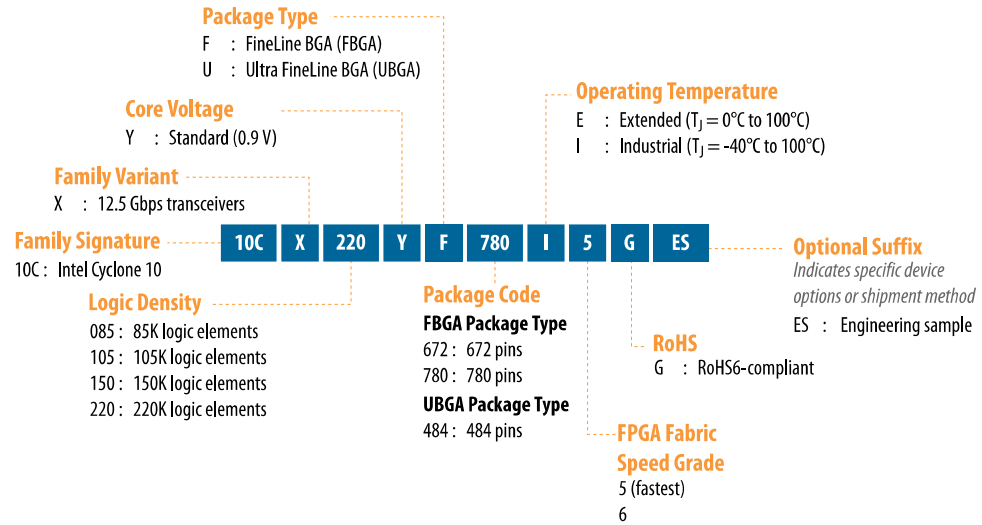 Package Type
F : FineLine BGA (FBGA)
U : Ultra FineLine BGA (UBGA)
Operating Temperature
E : Extended (TJ = 0°C to 100°C)
I : Industrial (TJ = -40°C to 100°C)
Core Voltage
Y : Standard (0.9 V)
Family Variant
X : 12.5 Gbps transceivers
Family Signature
10C : Intel Cyclone 10
10C X 220 Y F 780 I 5 G ES
Optional Suffix
Indicates specific device
options or shipment method
ES : Engineering sample
Logic Density
085 : 85K logic elements
105 : 105K logic elements
150 : 150K logic elements
220 : 220K logic elements
Package Code
FBGA Package Type
672 : 672 pins
780 : 780 pins
UBGA Package Type
484 : 484 pins
RoHS
G : RoHS6-compliant
FPGA Fabric
Speed Grade
5 (fastest)
6